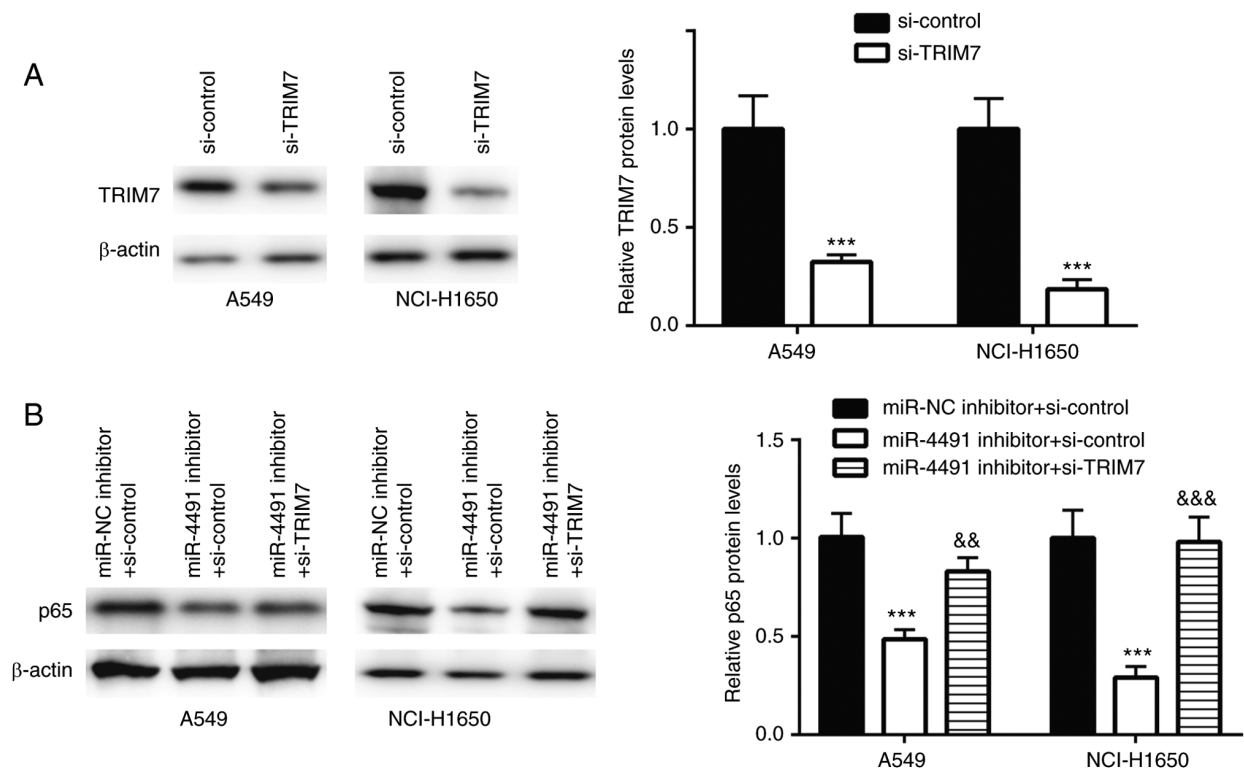 A
si-control
si-TRIM7
si-control
si-TRIM7
TRIM7
β-actin
A549
NCI-H1650
si-control
si-TRIM7
Relative TRIM7 protein levels
1.0
0.5
0.0
***
***
A549
NCI-H1650
B
miR-NC inhibitor
+si-control
miR-4491 inhibitor
+si-control
miR-4491 inhibitor
+si-TRIM7
miR-NC inhibitor
+si-control
miR-4491 inhibitor
+si-control
miR-4491 inhibitor
+si-TRIM7
p65
β-actin
A549
NCI-H1650
miR-NC inhibitor+si-control
miR-4491 inhibitor+si-control
miR-4491 inhibitor+si-TRIM7
Relative p65 protein levels
1.5
1.0
0.5
0.0
***
&&
***
&&&
A549
NCI-H1650